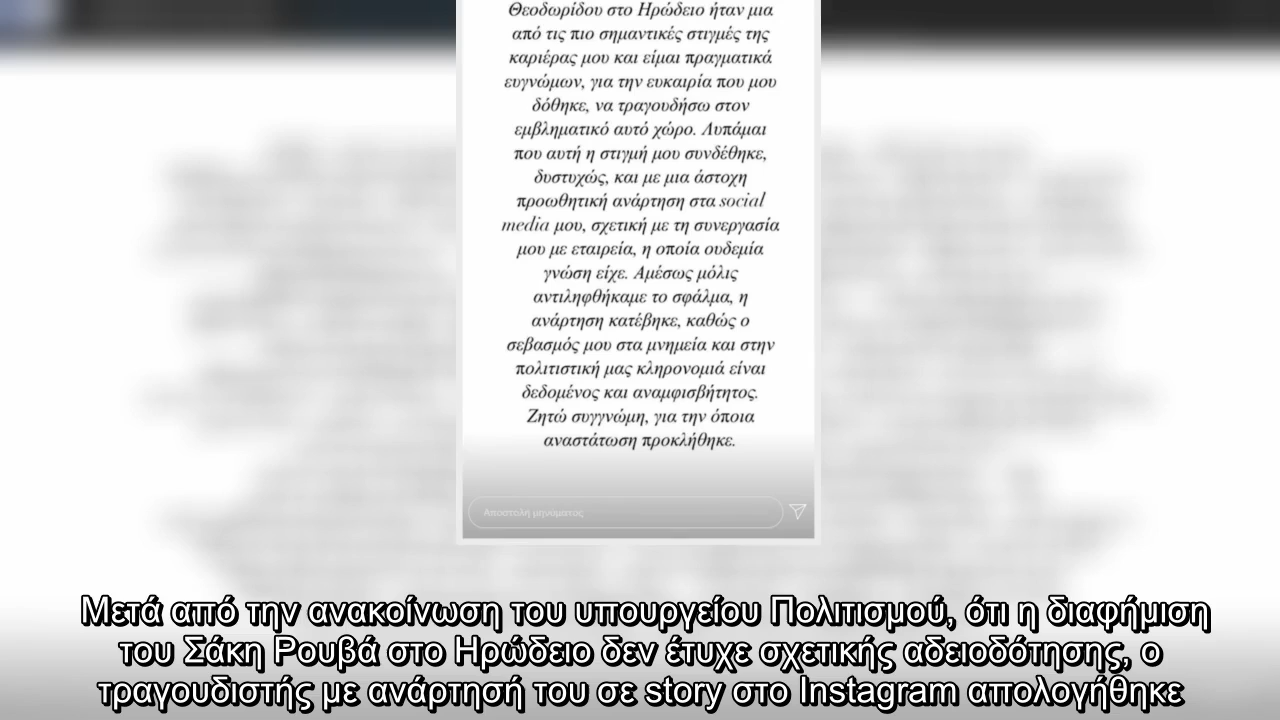 Θεοδωρίδου στο Ηρώδειο ήταν μια
από τις πιο σημαντικές στιγμές της
καριέρας μου και είμαι πραγματικά
ευγνώμων, για την ευκαιρία που μου
δόθηκε, να τραγουδήσω στον
εμβληματικό αυτό χώρο. Λυπάμαι
που αυτή η στιγμή μου συνδέθηκε,
δυστυχώς, και με μια άστοχη
προωθητική ανάρτηση στα social
media μου, σχετική με τη συνεργασία
μου με εταιρεία, η οποία ουδεμία
γνώση είχε. Αμέσως μόλις
αντιληφθήκαμε το σφάλμα, η
ανάρτηση κατέβηκε, καθώς ο
σεβασμός μου στα μνημεία και στην
πολιτιστική μας κληρονομιά είναι
δεδομένος και αναμφισβήτητος.
Ζητώ συγγνώμη, για την όποια
αναστάτωση προκλήθηκε.
Αποστολή μηνύματος
Μετά από την ανακοίνωση του υπουργείου Πολιτισμού, ότι η διαφήμιση
του Σάκη Ρουβά στο Ηρώδειο δεν έτυχε σχετικής αδειοδότησης, ο
τραγουδιστής με ανάρτησή του σε story στο Instagram απολογήθηκε